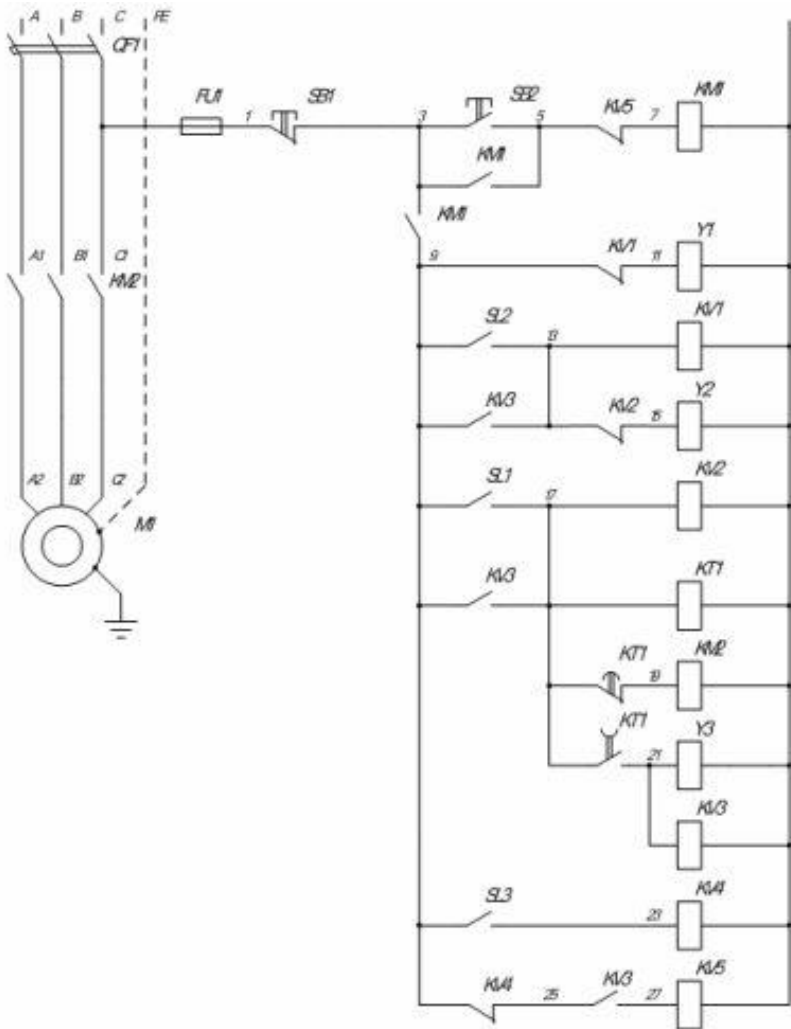 A B C PE
QF1
FU1 1 SB1 3 SB2 5 KV5 7 KM1
KM1
KM1
A1 B1 C1 9 KV1 11 Y1
KM2
SL2 13 KV1
KV3 KV2 15 Y2
A2 B2 C2 SL1 17 KV2
M1
KV3 KT1
KT1 19 KM2
KT1 21 Y3
KV3
SL3 23 KV4
KV4 25 KV3 27 KV5